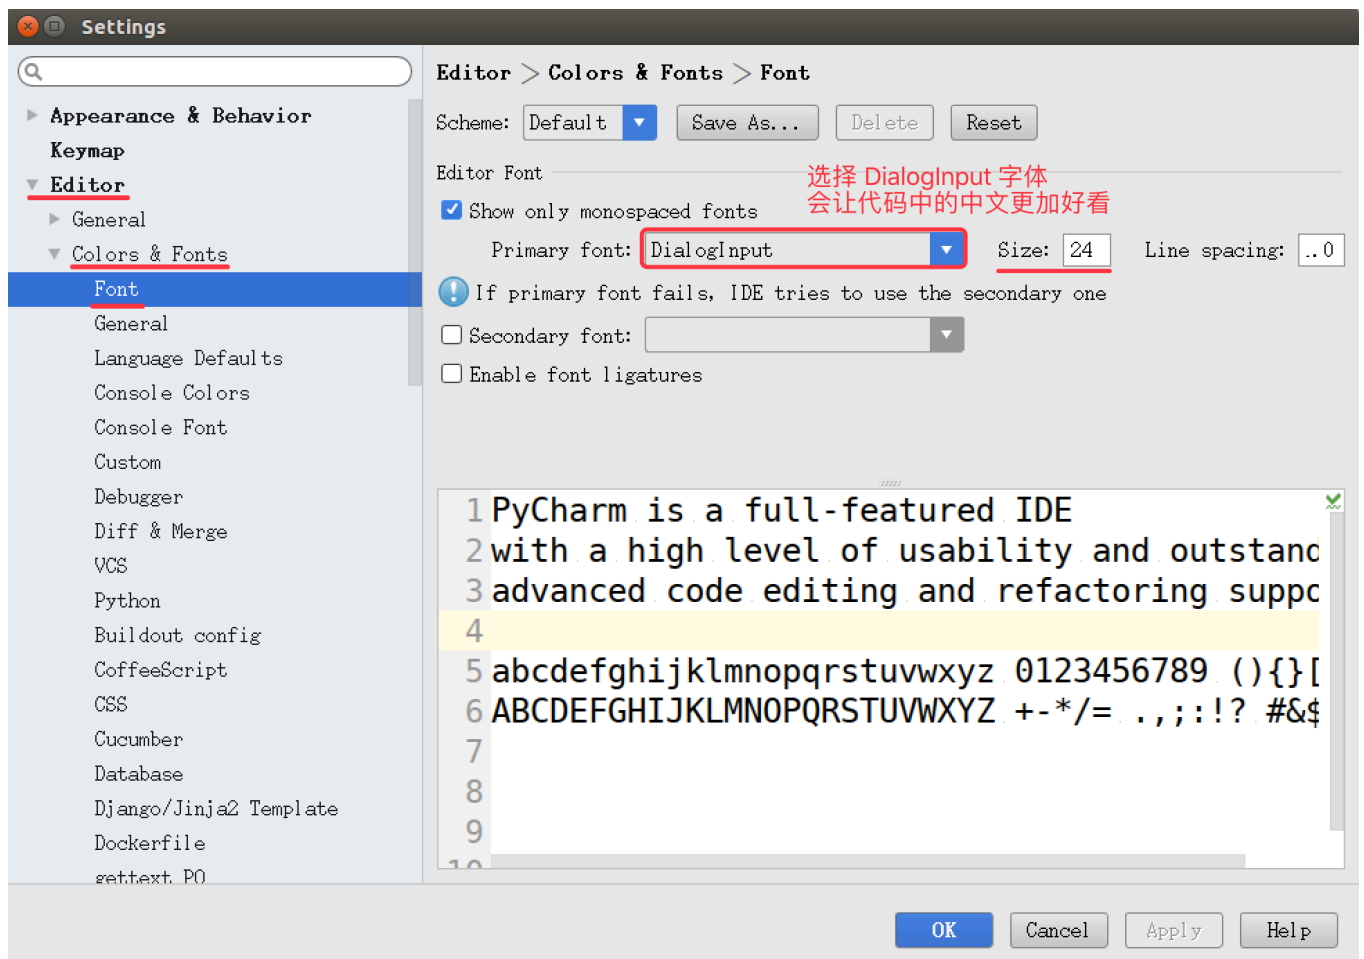 Settings
Appearance & Behavior
Keymap
Editor
General
Colors & Fonts
Font
General
Language Defaults
Console Colors
Console Font
Custom
Debugger
Diff & Merge
VCS
Python
Buildout config
CoffeeScript
CSS
Cucumber
Database
Django/Jinja2 Template
Dockerfile
gettext PO
Editor > Colors & Fonts > Font
Scheme: Default Save As... Delete Reset
Editor Font
选择 DialogInput 字体
会让代码中的中文更加好看
Show only monospaced fonts
Primary font: DialogInput Size: 24 Line spacing: ..0
If primary font fails, IDE tries to use the secondary one
Secondary font:
Enable font ligatures
1 PyCharm is a full-featured IDE
2 with a high level of usability and outstand
3 advanced code editing and refactoring suppo
4
5 abcdefghijklmnopqrstuvwxyz 0123456789 (){}[
6 ABCDEFGHIJKLMNOPQRSTUVWXYZ +-*/= .,;:!? #&$
7
8
9
10
OK Cancel Apply Help